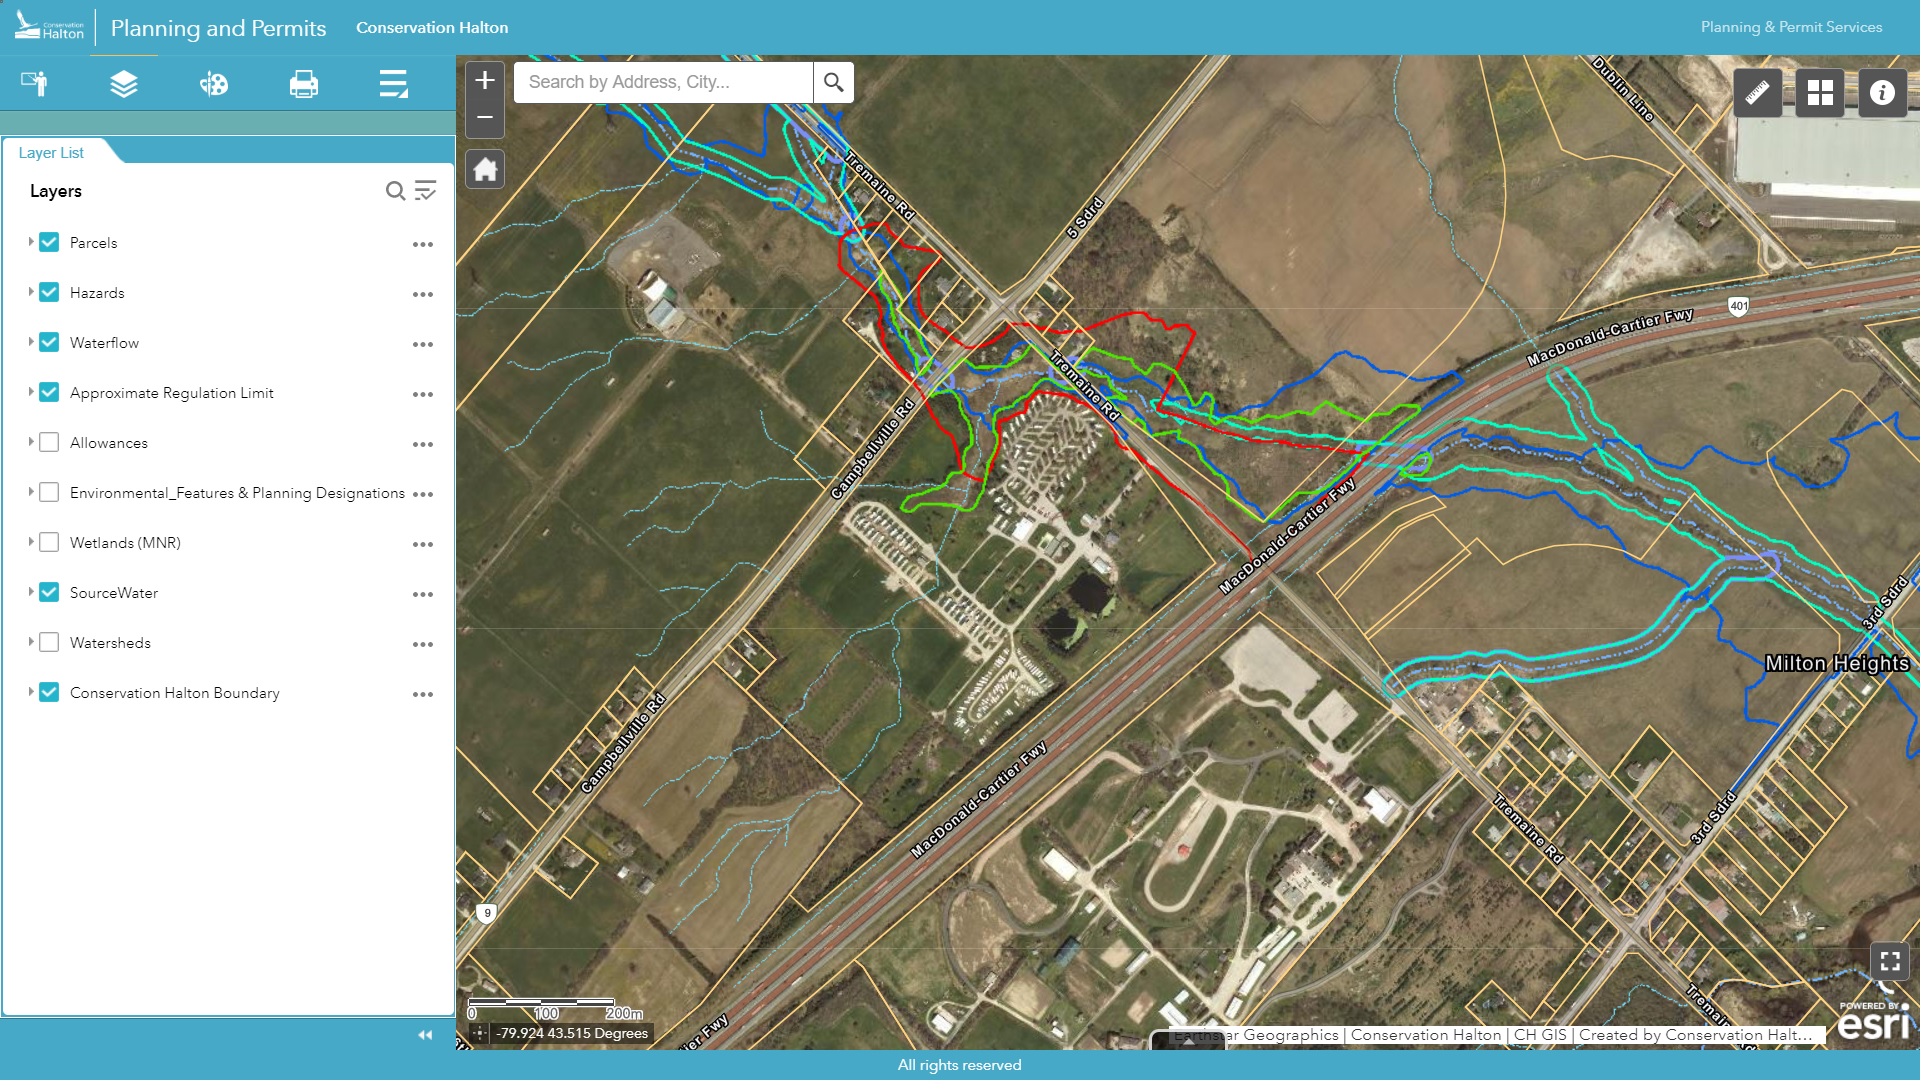 Conservation
Halton
Planning and Permits
Conservation Halton
Planning & Permit Services
Layer List
Layers
Parcels
Hazards
Waterflow
Approximate Regulation Limit
Allowances
Environmental_Features & Planning Designations
Wetlands (MNR)
SourceWater
Watersheds
Conservation Halton Boundary
+
−
Search by Address, City...
Dublin Line
Tremaine Rd
5 Sdrd
401
MacDonald-Cartier Fwy
Tremaine Rd
Campbellville Rd
MacDonald-Cartier Fwy
3rd Sdrd
Milton Heights
Campbellville Rd
MacDonald-Cartier Fwy
Tremaine Rd
3rd Sdrd
9
0 100 200m
-79.924 43.515 Degrees
Earthstar Geographics | Conservation Halton | CH GIS | Created by Conservation Halt...
POWERED BY
esri
All rights reserved